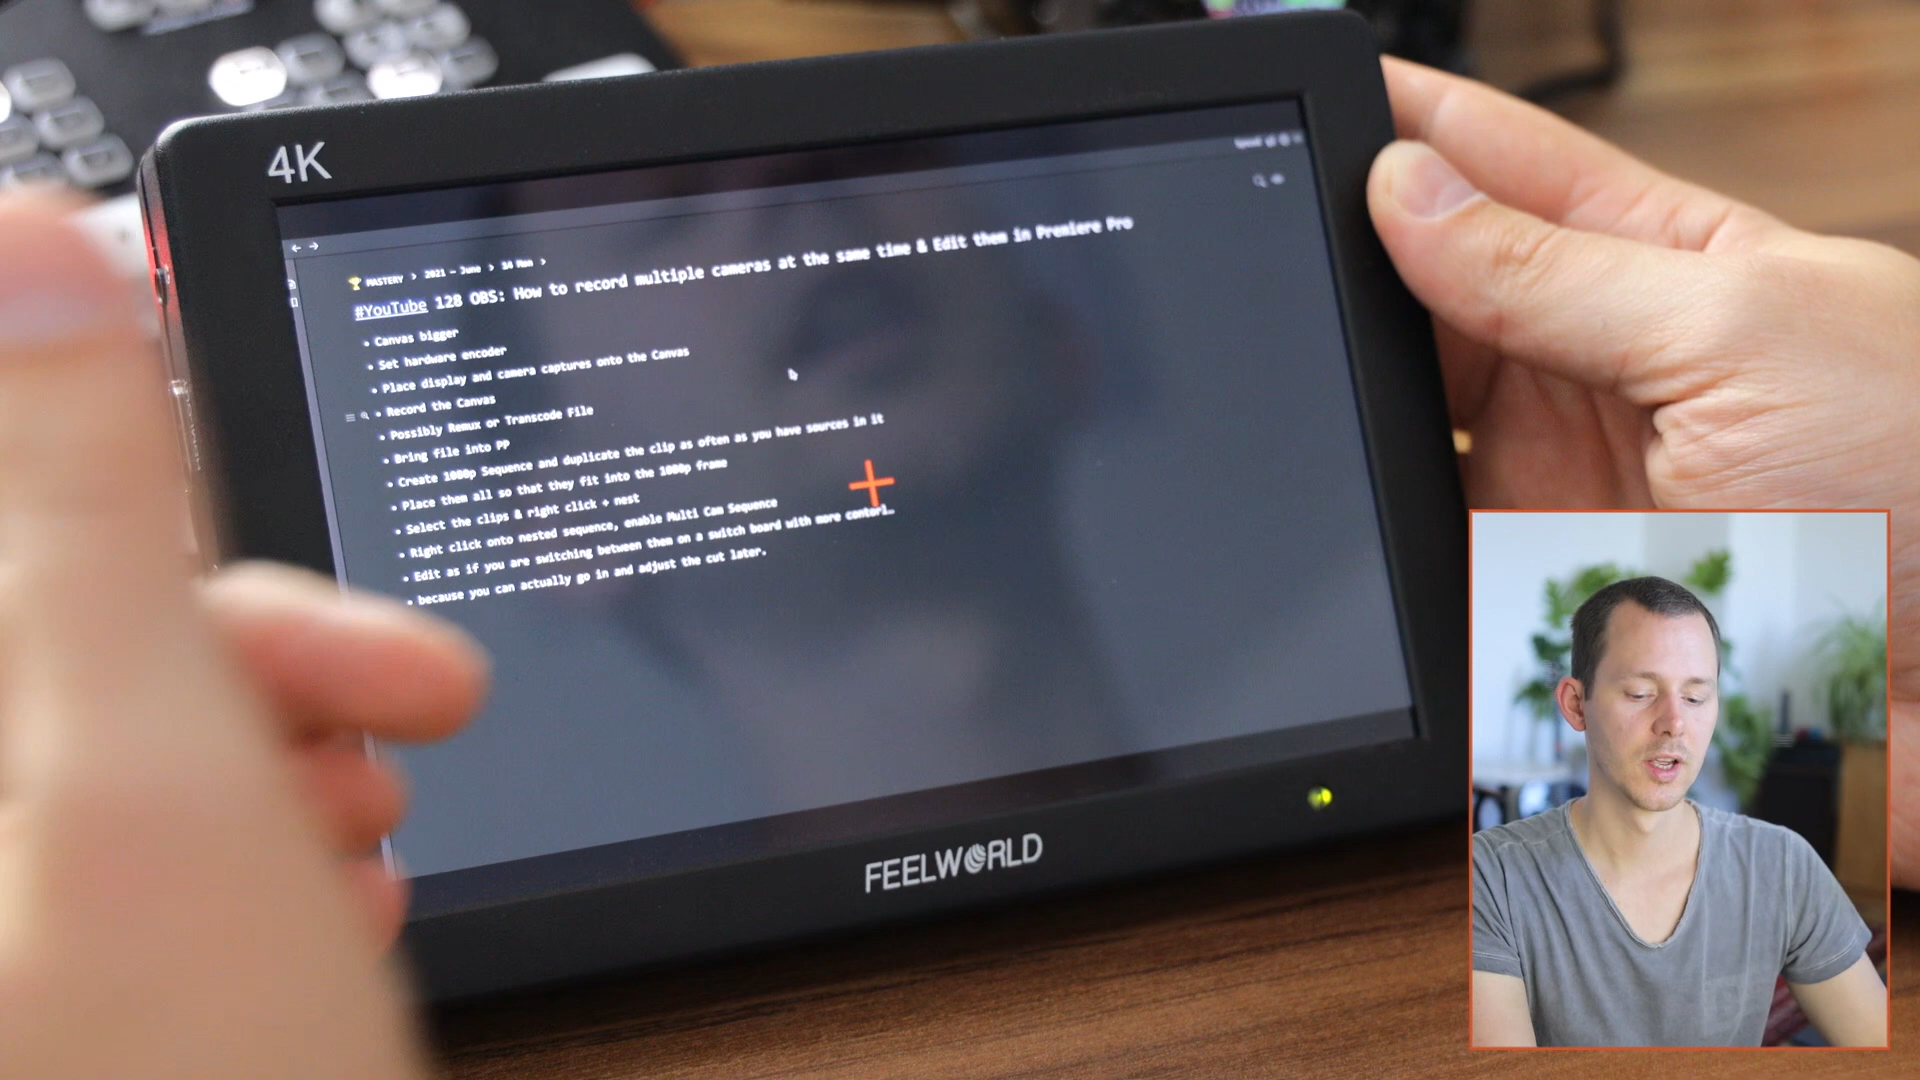 4K
🏆 MASTERY > 2021 – June > 14 Mon >
#YouTube 128 OBS: How to record multiple cameras at the same time & Edit them in Premiere Pro
• Canvas bigger
• Set hardware encoder
• Place display and camera captures onto the Canvas
• Record the Canvas
• Possibly Remux or Transcode File
• Bring file into PP
• Create 1080p Sequence and duplicate the clip as often as you have sources in it
• Place them all so that they fit into the 1080p frame
• Select the clips & right click + nest
• Right click onto nested sequence, enable Multi Cam Sequence
• Edit as if you are switching between them on a switch board with more contorl…
• because you can actually go in and adjust the cut later.
FEELWORLD